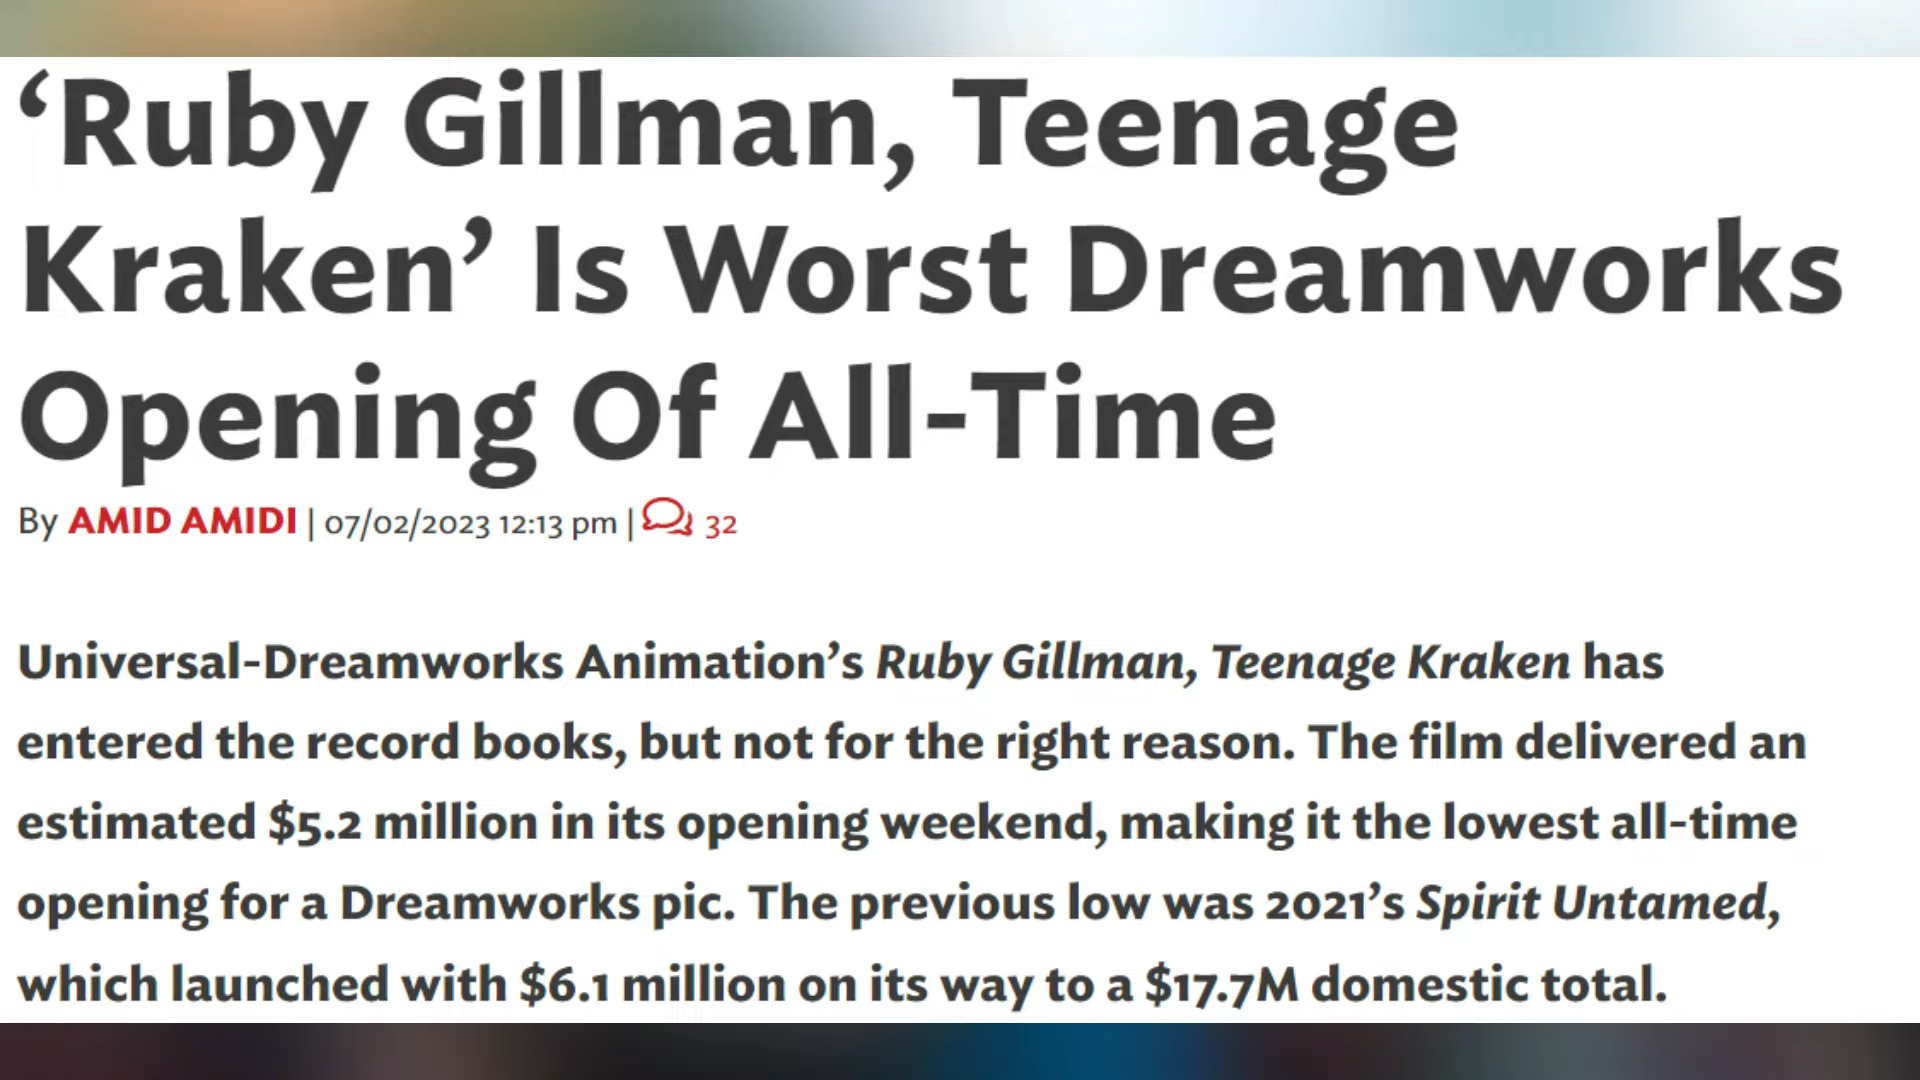 ‘Ruby Gillman, Teenage
Kraken’ Is Worst Dreamworks
Opening Of All-Time
By AMID AMIDI | 07/02/2023 12:13 pm | 32
Universal-Dreamworks Animation’s Ruby Gillman, Teenage Kraken has
entered the record books, but not for the right reason. The film delivered an
estimated $5.2 million in its opening weekend, making it the lowest all-time
opening for a Dreamworks pic. The previous low was 2021’s Spirit Untamed,
which launched with $6.1 million on its way to a $17.7M domestic total.